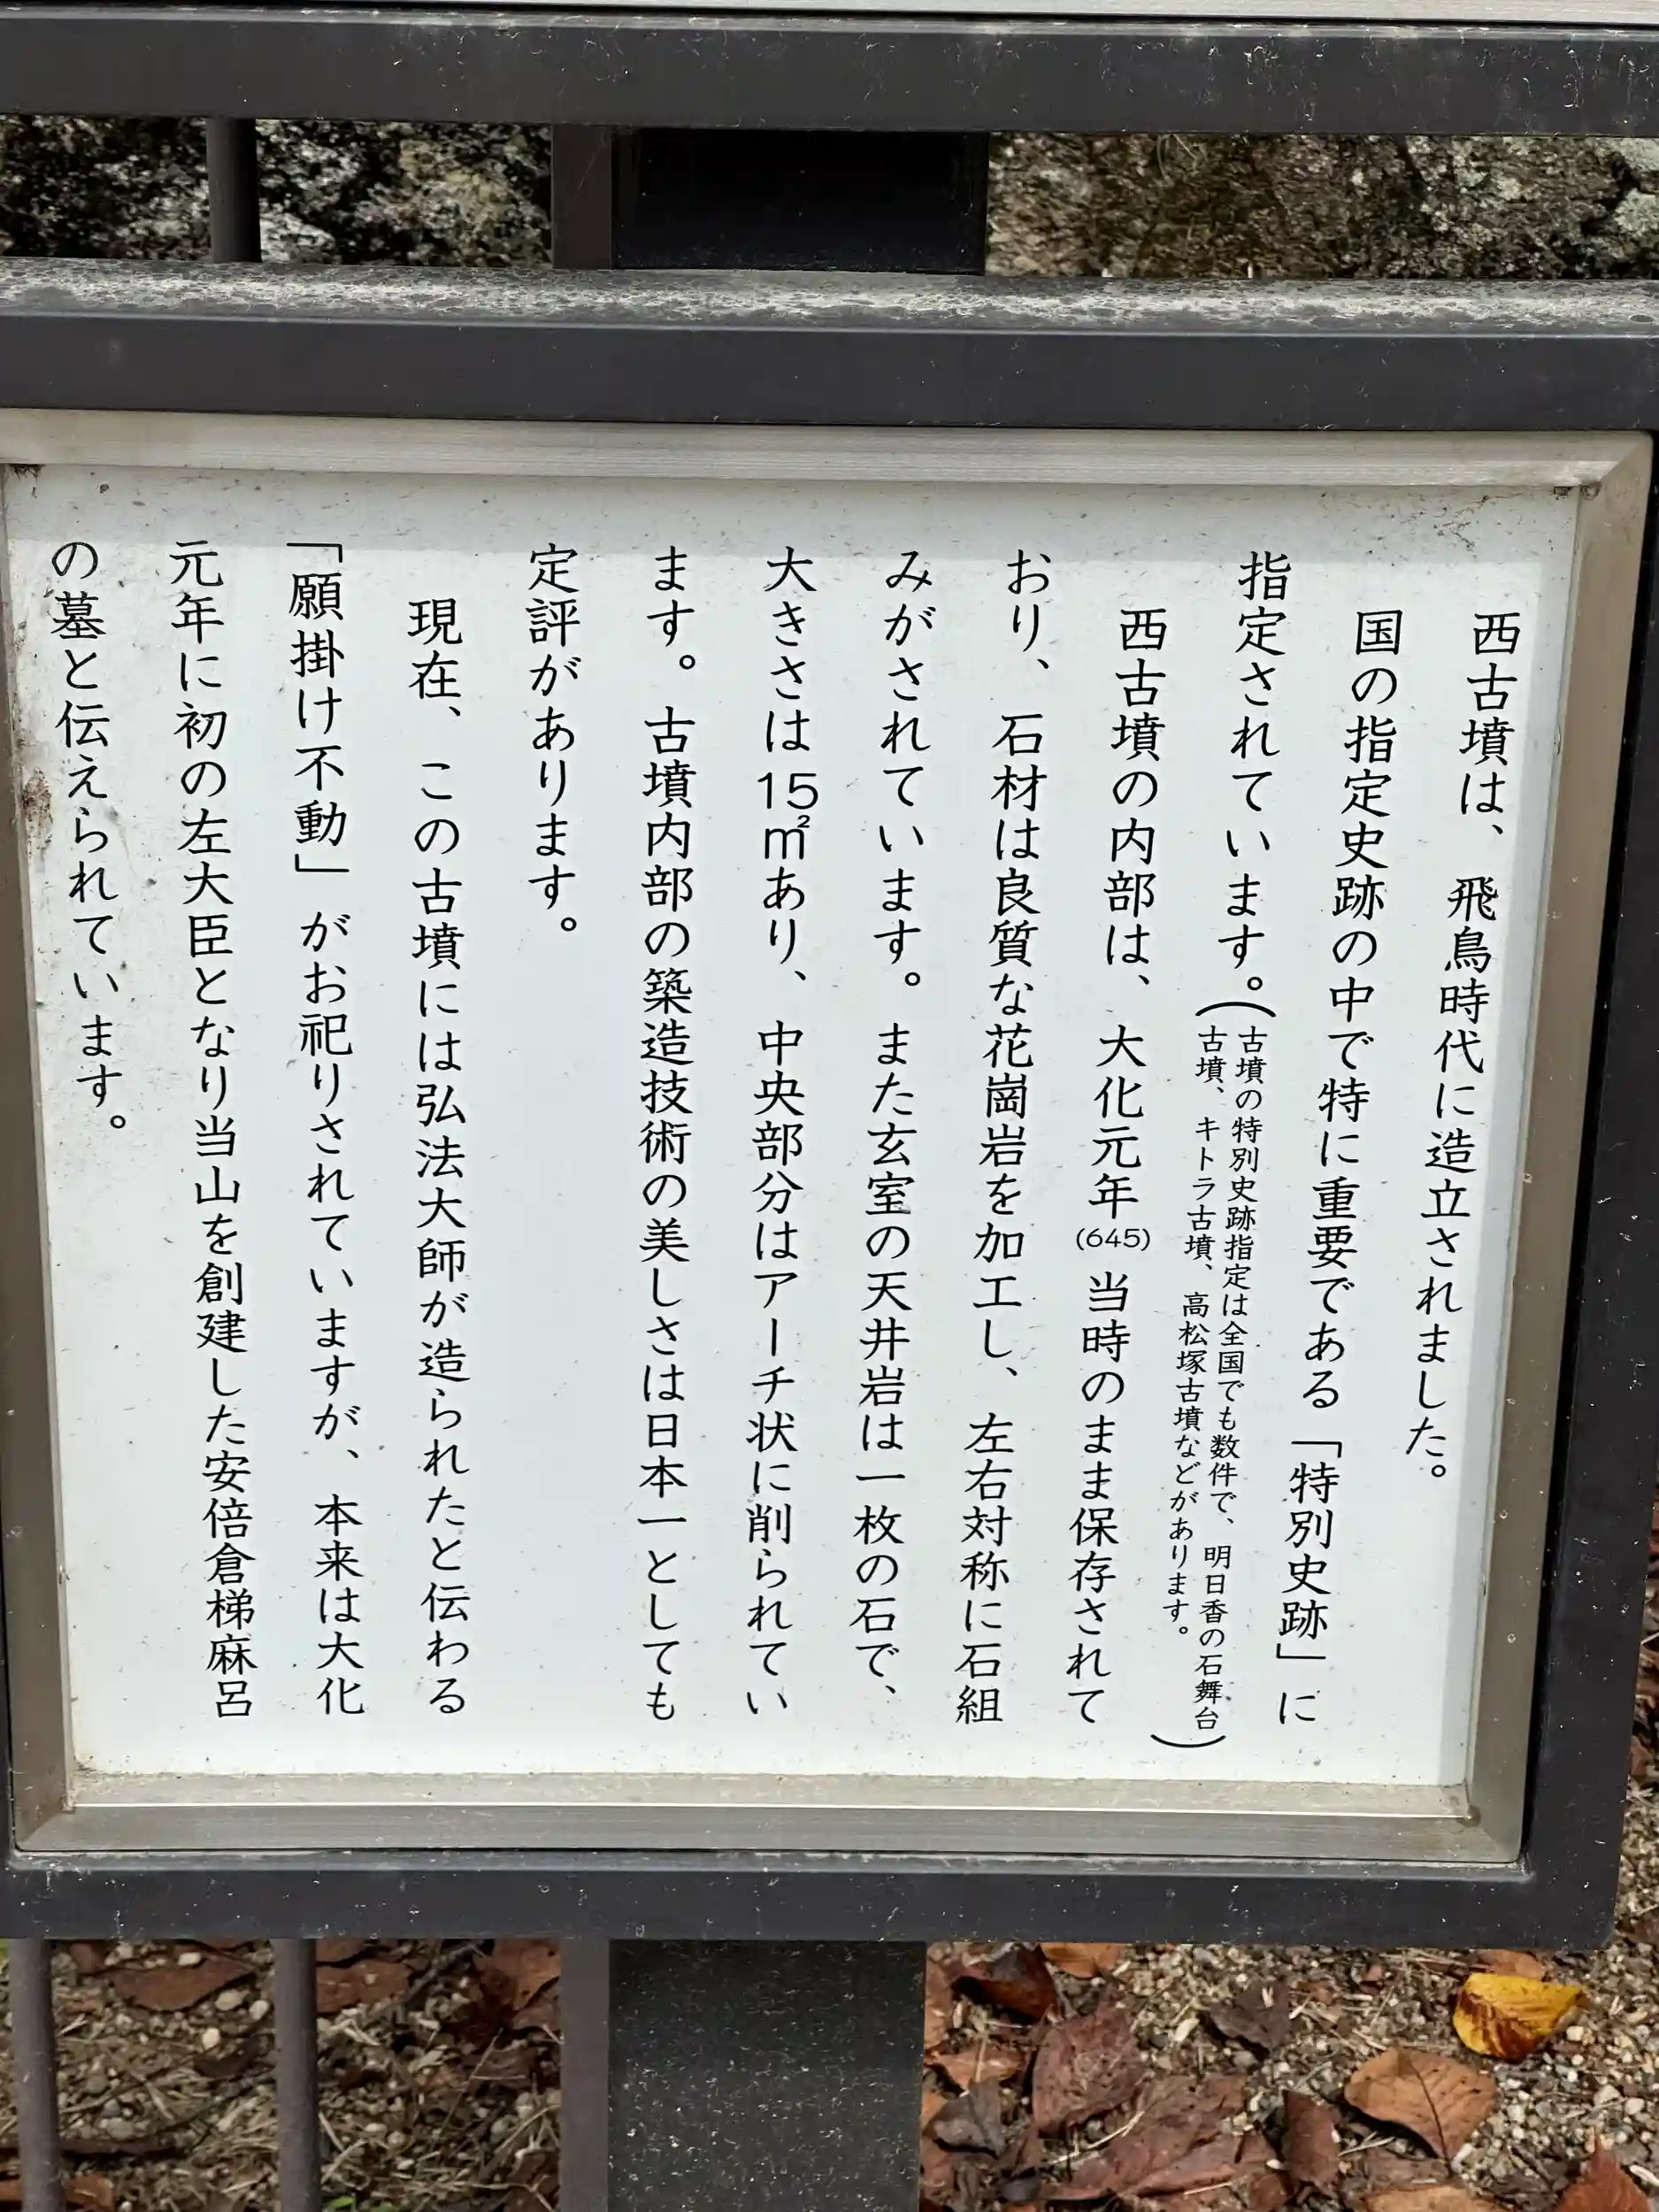 西古墳は、飛鳥時代に造立されました。
国の指定史跡の中で特に重要である「特別史跡」に
指定されています。(古墳の特別史跡指定は全国でも数件で、明日香の石舞台
古墳、キトラ古墳、高松塚古墳などがあります。)
西古墳の内部は、大化元年(645)当時のまま保存されて
おり、石材は良質な花崗岩を加工し、左右対称に石組
みがされています。また玄室の天井岩は一枚の石で、
大きさは15㎡あり、中央部分はアーチ状に削られてい
ます。古墳内部の築造技術の美しさは日本一としても
定評があります。
現在、この古墳には弘法大師が造られたと伝わる
「願掛け不動」がお祀りされていますが、本来は大化
元年に初の左大臣となり当山を創建した安倍倉梯麻呂
の墓と伝えられています。